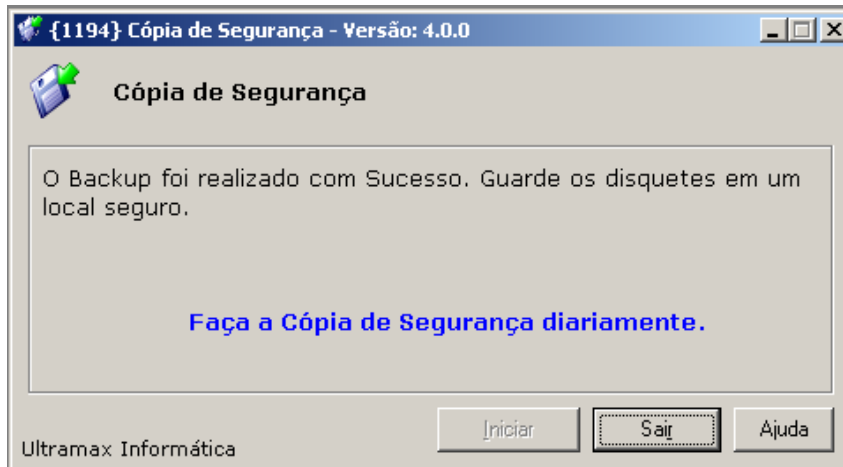 {1194} Cópia de Segurança - Versão: 4.0.0
Cópia de Segurança
O Backup foi realizado com Sucesso. Guarde os disquetes em um
local seguro.
Faça a Cópia de Segurança diariamente.
Iniciar Sair Ajuda
Ultramax Informática